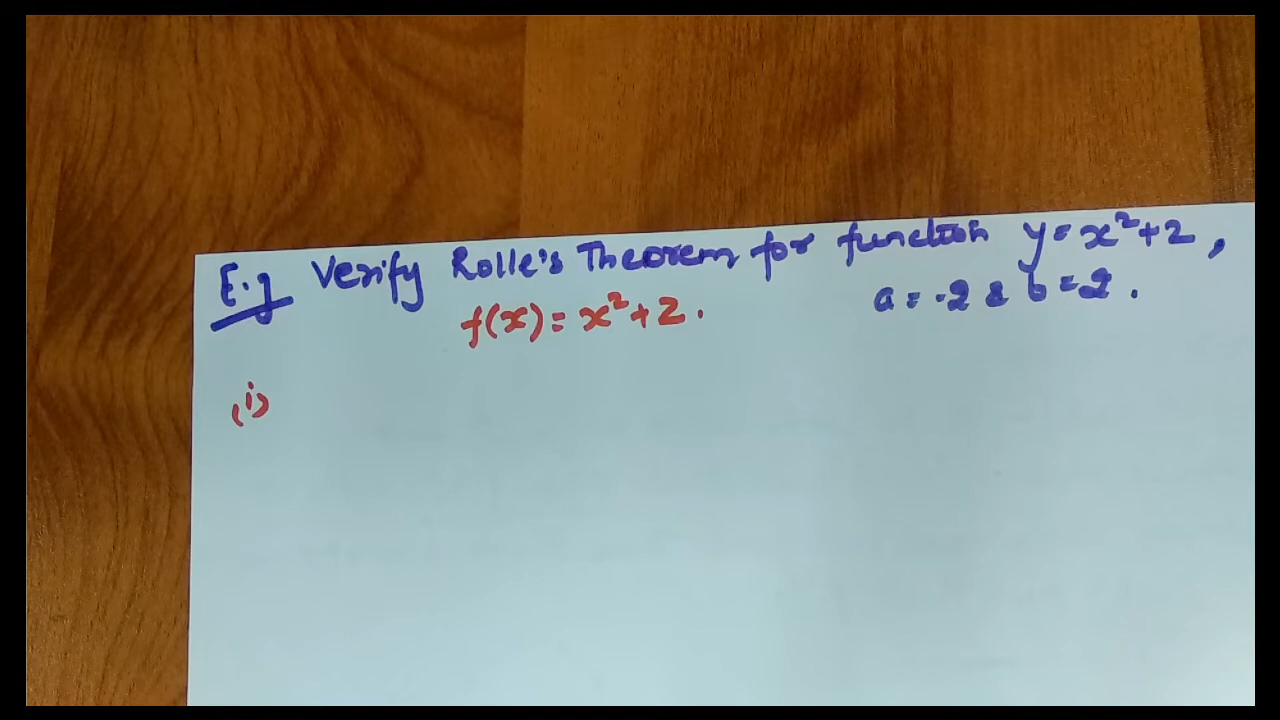 E.g Verify Rolle's Theorem for function y = x²+2,
a = -2 & b = 2.
f(x) = x²+2.
(i)